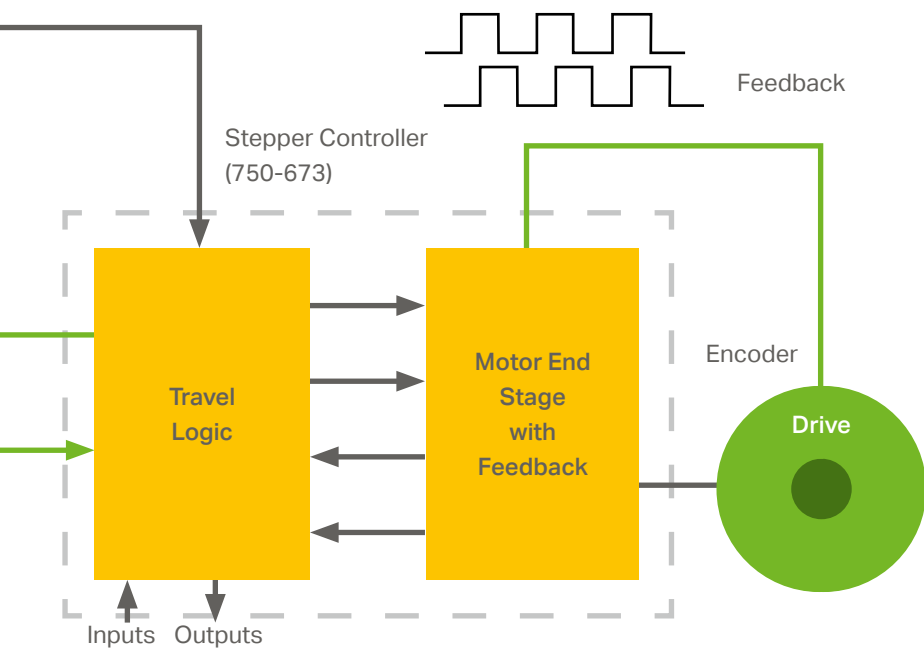 Feedback
Stepper Controller
(750-673)
Travel
Logic
Motor End
Stage
with
Feedback
Encoder
Drive
Inputs
Outputs